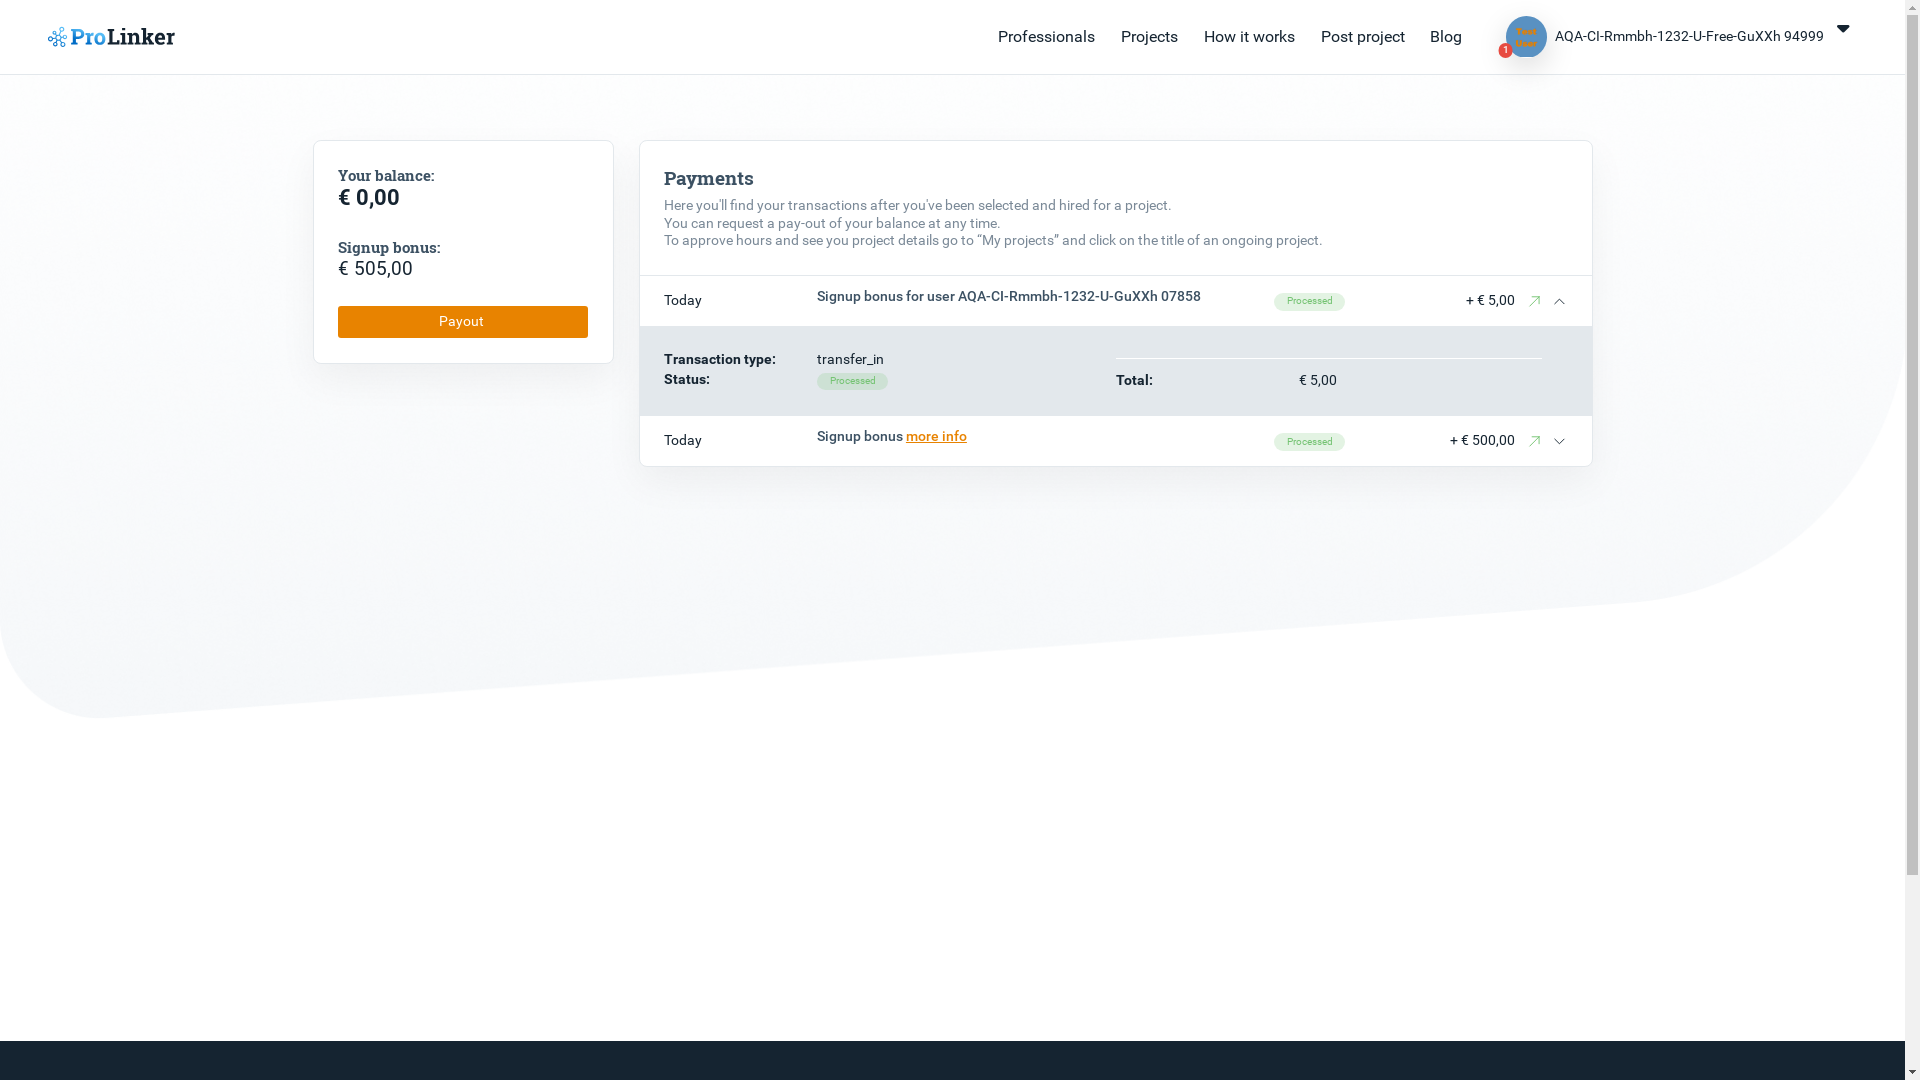 ProLinker
Professionals
Projects
How it works
Post project
Blog
1
AQA-CI-Rmmbh-1232-U-Free-GuXXh 94999
Your balance:
€ 0,00
Signup bonus:
€ 505,00
Payout
Payments
Here you'll find your transactions after you've been selected and hired for a project.
You can request a pay-out of your balance at any time.
To approve hours and see you project details go to “My projects” and click on the title of an ongoing project.
Today Signup bonus for user AQA-CI-Rmmbh-1232-U-GuXXh 07858 Processed + € 5,00
Transaction type: transfer_in
Status: Processed
Total: € 5,00
Today Signup bonus more info Processed + € 500,00